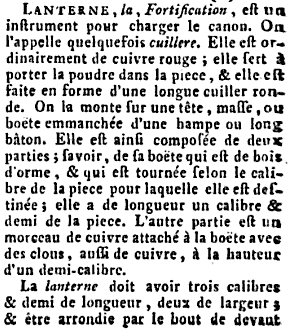 LANTERNE, la, Fortification, eſt un
inſtrument pour charger le canon. On
l'appelle quelquefois cuillere. Elle eſt or-
dinairement de cuivre rouge ; elle ſert à
porter la poudre dans la piece, & elle eſt
faite en forme d'une longue cuiller ron-
de. On la monte ſur une tête, maſſe, ou
boëte emmanchée d'une hampe ou long
bâton. Elle eſt ainſi compoſée de deux
parties ; ſavoir, de ſa boëte qui eſt de bois
d'orme, & qui eſt tournée ſelon le cali-
bre de la piece pour laquelle elle eſt deſ-
tinée ; elle a de longueur un calibre &
demi de la piece. L'autre partie eſt un
morceau de cuivre attaché à la boëte avec
des clous, auſſi de cuivre, à la hauteur
d'un demi-calibre.
La lanterne doit avoir trois calibres
& demi de longueur, deux de largeur ;
& être arrondie par le bout de devant